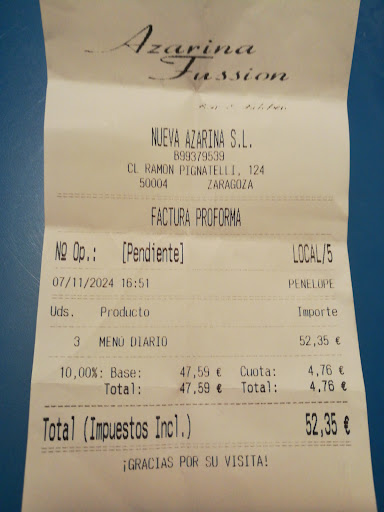 Azarina
Fussion
NUEVA AZARINA S.L.
B99379539
CL RAMON PIGNATELLI, 124
50004 ZARAGOZA
FACTURA PROFORMA
Nº Op.: [Pendiente] LOCAL/5
07/11/2024 16:51 PENELOPE
Uds. Producto Importe
3 MENÚ DIARIO 52,35 €
10,00%: Base: 47,59 € Cuota: 4,76 €
Total: 47,59 € Total: 4,76 €
Total (Impuestos Incl.) 52,35 €
¡GRACIAS POR SU VISITA!